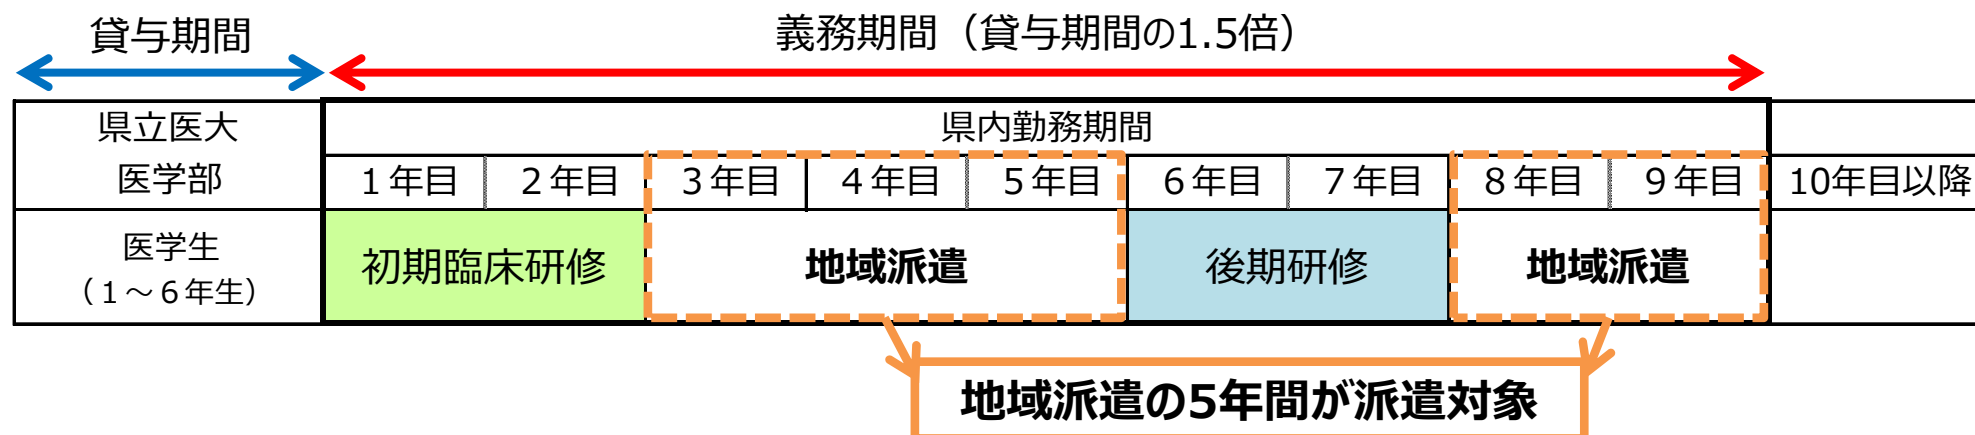 貸与期間
義務期間（貸与期間の1.5倍）
県立医大
医学部
県内勤務期間
１年目 ２年目 ３年目 ４年目 ５年目 ６年目 ７年目 ８年目 ９年目 10年目以降
医学生
（１～６年生）
初期臨床研修 地域派遣 後期研修 地域派遣
地域派遣の5年間が派遣対象